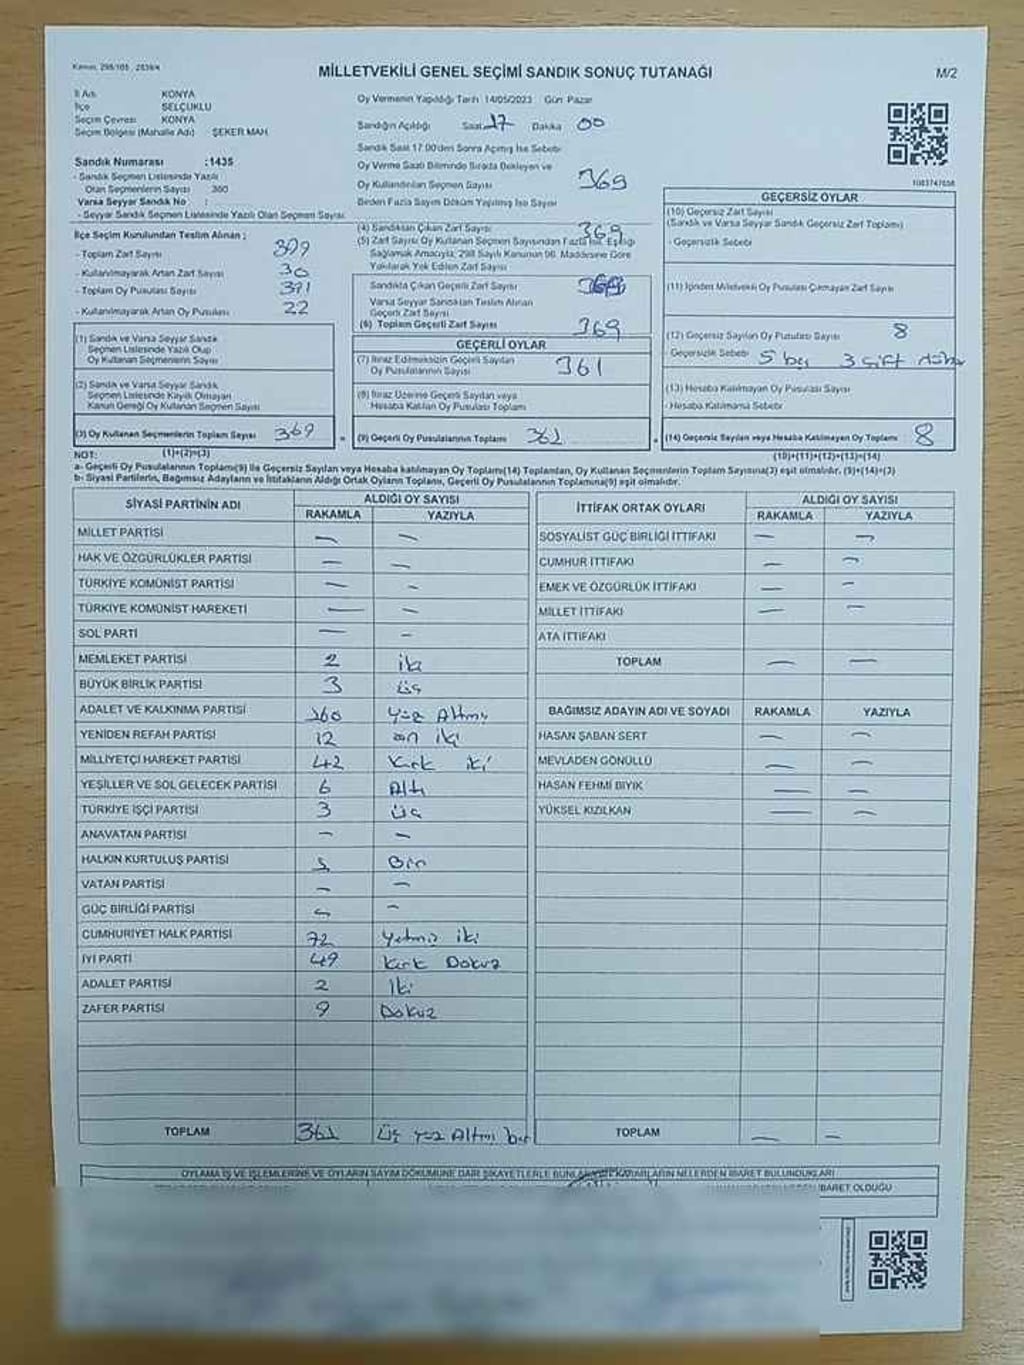 Kanun, 298/105 , 2839/4
MİLLETVEKİLİ GENEL SEÇİMİ SANDIK SONUÇ TUTANAĞI
M/2
İl Adı KONYA
İlçe SELÇUKLU
Seçim Çevresi KONYA
Seçim Bölgesi (Mahalle Adı) ŞEKER MAH.
Oy Vermenin Yapıldığı Tarih 14/05/2023 Gün Pazar
Sandığın Açıldığı Saat 17 Dakika 00
Sandık Saat 17.00'den Sonra Açılmış İse Sebebi
Oy Verme Saati Bitiminde Sırada Bekleyen ve
Oy Kullandırılan Seçmen Sayısı 369
Birden Fazla Sayım Döküm Yapılmış İse Sayısı
Sandık Numarası :1435
- Sandık Seçmen Listesinde Yazılı
Olan Seçmenlerin Sayısı 380
Varsa Seyyar Sandık No :
- Seyyar Sandık Seçmen Listesinde Yazılı Olan Seçmen Sayısı
İlçe Seçim Kurulundan Teslim Alınan ;
- Toplam Zarf Sayısı 399
- Kullanılmayarak Artan Zarf Sayısı 30
- Toplam Oy Pusulası Sayısı 391
- Kullanılmayarak Artan Oy Pusulası 22
(1) Sandık ve Varsa Seyyar Sandık
Seçmen Listesinde Yazılı Olup
Oy Kullanan Seçmenlerin Sayısı
(2) Sandık ve Varsa Seyyar Sandık
Seçmen Listesinde Kayıtlı Olmayan
Kanun Gereği Oy Kullanan Seçmen Sayısı
(3) Oy Kullanan Seçmenlerin Toplam Sayısı 369
(1)+(2)=(3)
(4) Sandıktan Çıkan Zarf Sayısı 369
(5) Zarf Sayısı Oy Kullanan Seçmen Sayısından Fazla İse, Eşitliği
Sağlamak Amacıyla, 298 Sayılı Kanunun 98. Maddesine Göre
Yakılarak Yok Edilen Zarf Sayısı
Sandıkta Çıkan Geçerli Zarf Sayısı 369
Varsa Seyyar Sandıktan Teslim Alınan
Geçerli Zarf Sayısı
(6) Toplam Geçerli Zarf Sayısı 369
GEÇERLİ OYLAR
(7) İtiraz Edilmeksizin Geçerli Sayılan
Oy Pusulalarının Sayısı 361
(8) İtiraz Üzerine Geçerli Sayılan veya
Hesaba Katılan Oy Pusulası Toplamı
(9) Geçerli Oy Pusulalarının Toplamı 361
1083747658
GEÇERSİZ OYLAR
(10) Geçersiz Zarf Sayısı
(Sandık ve Varsa Seyyar Sandık Geçersiz Zarf Toplamı)
- Geçersizlik Sebebi
(11) İçinden Milletvekili Oy Pusulası Çıkmayan Zarf Sayısı
(12) Geçersiz Sayılan Oy Pusulası Sayısı 8
- Geçersizlik Sebebi 5 boş 3 çift
(13) Hesaba Katılmayan Oy Pusulası Sayısı
- Hesaba Katılmama Sebebi
(14) Geçersiz Sayılan veya Hesaba Katılmayan Oy Toplamı 8
(10)+(11)+(12)+(13)=(14)
NOT:
a- Geçerli Oy Pusulalarının Toplamı(9) ile Geçersiz Sayılan veya Hesaba katılmayan Oy Toplamı(14) Toplamları, Oy Kullanan Seçmenlerin Toplam Sayısına(3) eşit olmalıdır. (9)+(14)=(3)
b- Siyasi Partilerin, Bağımsız Adayların ve İttifakların Aldığı Ortak Oyların Toplamı, Geçerli Oy Pusulalarının Toplamına(9) eşit olmalıdır.
SİYASİ PARTİNİN ADI ALDIĞI OY SAYISI
RAKAMLA YAZIYLA
MİLLET PARTİSİ — —
HAK VE ÖZGÜRLÜKLER PARTİSİ — —
TÜRKİYE KOMÜNİST PARTİSİ — —
TÜRKİYE KOMÜNİST HAREKETİ — —
SOL PARTİ — —
MEMLEKET PARTİSİ 2 iki
BÜYÜK BİRLİK PARTİSİ 3 üç
ADALET VE KALKINMA PARTİSİ 160 yüz Altmış
YENİDEN REFAH PARTİSİ 12 on iki
MİLLİYETÇİ HAREKET PARTİSİ 42 Kırk iki
YEŞİLLER VE SOL GELECEK PARTİSİ 6 Altı
TÜRKİYE İŞÇİ PARTİSİ 3 üç
ANAVATAN PARTİSİ — —
HALKIN KURTULUŞ PARTİSİ 1 Bir
VATAN PARTİSİ — —
GÜÇ BİRLİĞİ PARTİSİ — —
CUMHURİYET HALK PARTİSİ 72 Yetmiş iki
İYİ PARTİ 49 Kırk Dokuz
ADALET PARTİSİ 2 İki
ZAFER PARTİSİ 9 Dokuz
TOPLAM 361 Üç yüz Altmış bir
İTTİFAK ORTAK OYLARI ALDIĞI OY SAYISI
RAKAMLA YAZIYLA
SOSYALİST GÜÇ BİRLİĞİ İTTİFAKI — —
CUMHUR İTTİFAKI — —
EMEK VE ÖZGÜRLÜK İTTİFAKI — —
MİLLET İTTİFAKI — —
ATA İTTİFAKI
TOPLAM — —
BAĞIMSIZ ADAYIN ADI VE SOYADI RAKAMLA YAZIYLA
HASAN ŞABAN SERT — —
MEVLADEN GÖNÜLLÜ — —
HASAN FEHMİ BIYIK — —
YÜKSEL KIZILKAN — —
TOPLAM — —
OYLAMA İŞ VE İŞLEMLERİNE VE OYLARIN SAYIM DÖKÜMÜNE DAİR ŞİKAYETLERLE BUNLARA KARARLARIN NELERDEN İBARET BULUNDUKLARI
İBARET OLDUĞU